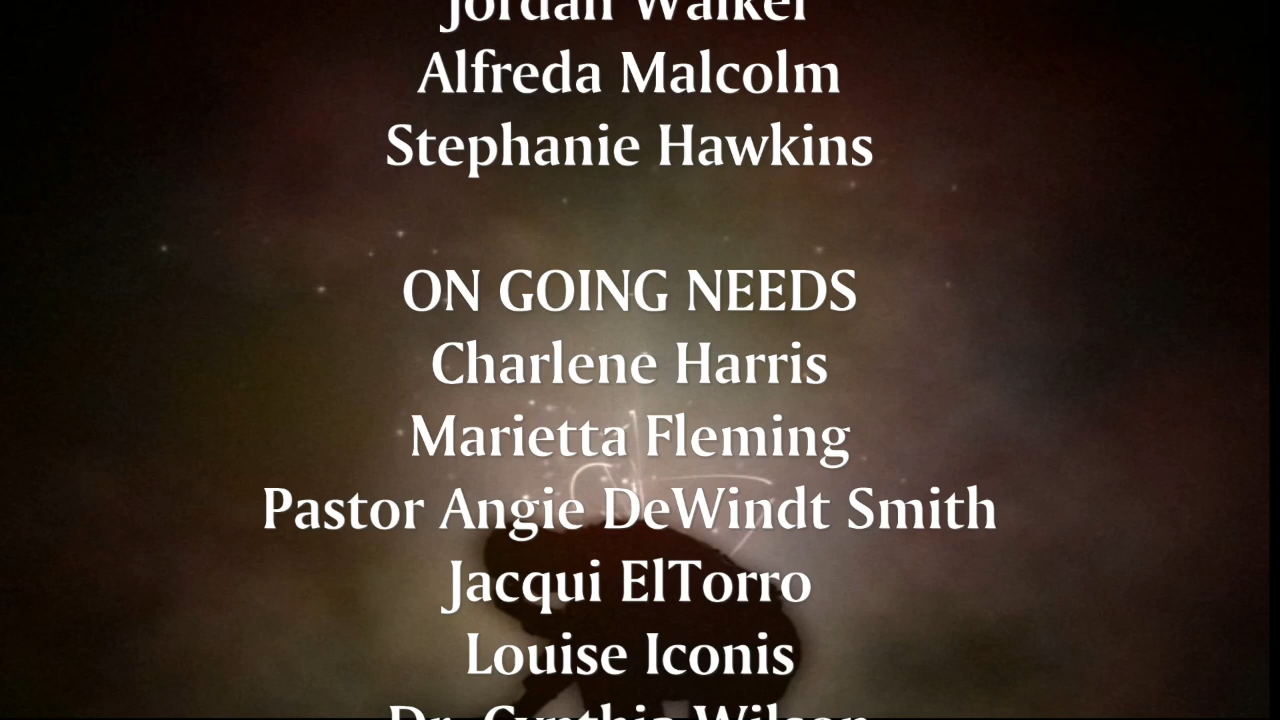 Jordan Walker
Alfreda Malcolm
Stephanie Hawkins
ON GOING NEEDS
Charlene Harris
Marietta Fleming
Pastor Angie DeWindt Smith
Jacqui ElTorro
Louise Iconis
Dr. Cynthia Wilson